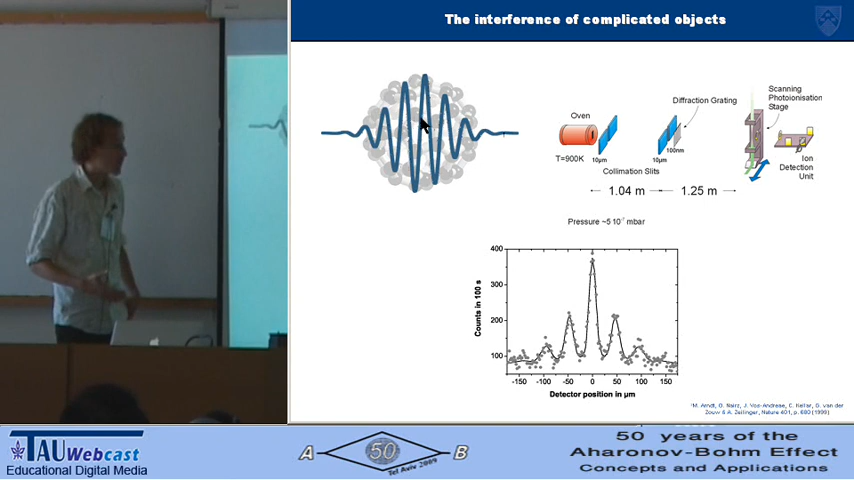 The interference of complicated objects
Oven
T=900K
10µm
Collimation Slits
10µm
100nm
Diffraction Grating
Scanning
Photoionisation
Stage
Ion
Detection
Unit
1.04 m
1.25 m
Pressure ~5 10⁻⁷ mbar
Counts in 100 s
400
300
200
100
-150 -100 -50 0 50 100 150
Detector position in µm
M. Arndt, O. Nairz, J. Vos-Andreae, C. Keller, G. van der
Zouw & A. Zeilinger, Nature 401, p. 680 (1999)
TAU Webcast
Educational Digital Media
A 50 B
Tel Aviv 2009
50 years of the
Aharonov-Bohm Effect
Concepts and Applications